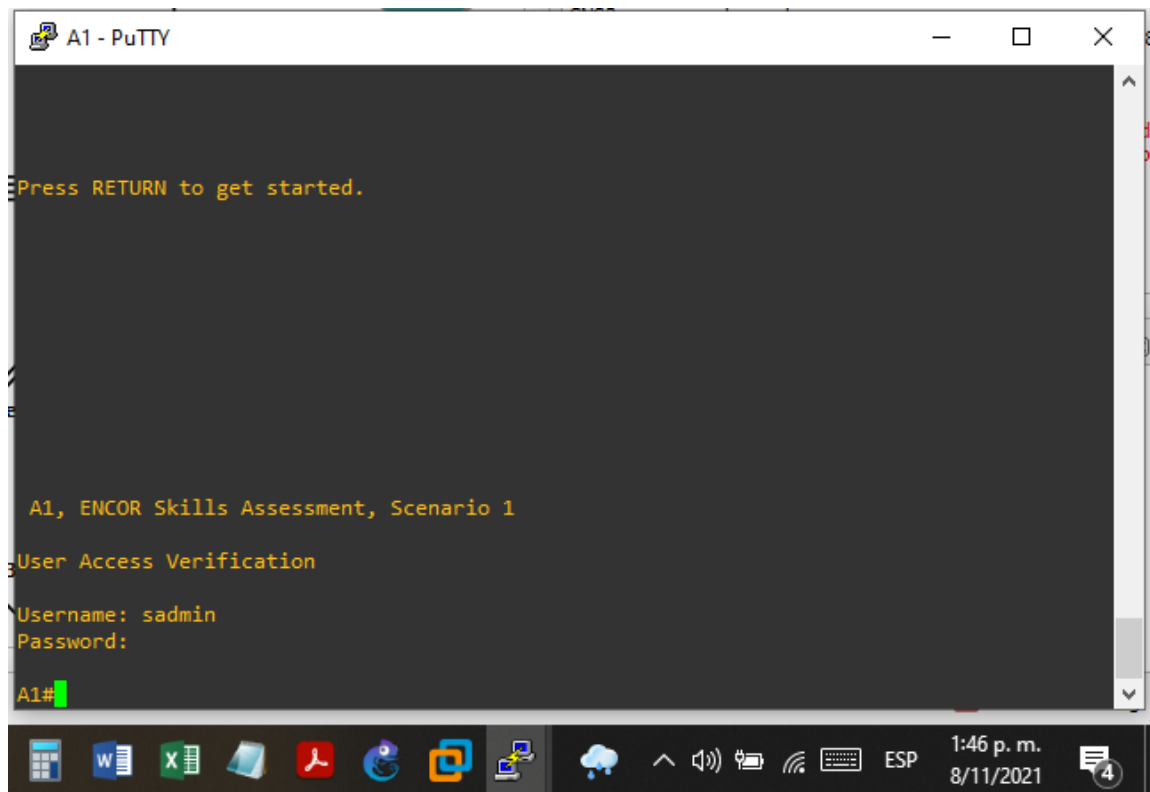 A1 - PuTTY
Press RETURN to get started.
A1, ENCOR Skills Assessment, Scenario 1
User Access Verification
Username: sadmin
Password:
A1#
ESP
1:46 p. m.
8/11/2021
4